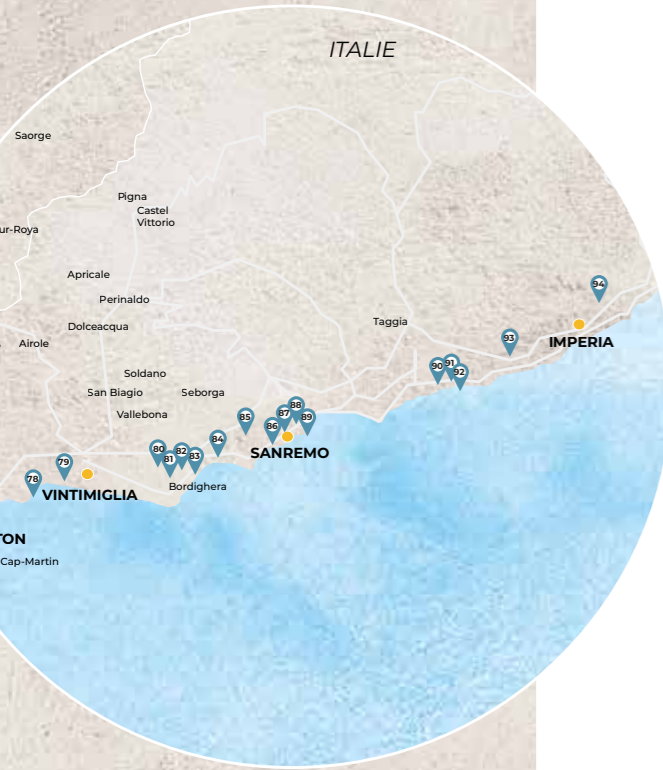 ITALIE
Saorge
Pigna
Castel
Vittorio
ur-Roya
Apricale
Perinaldo
Dolceacqua
Airole
Taggia
94
93
IMPERIA
90
91
92
Soldano
San Biagio
Seborga
Vallebona
85
86
87
88
89
SANREMO
84
80
81
82
83
Bordighera
78
79
VINTIMIGLIA
TON
Cap-Martin